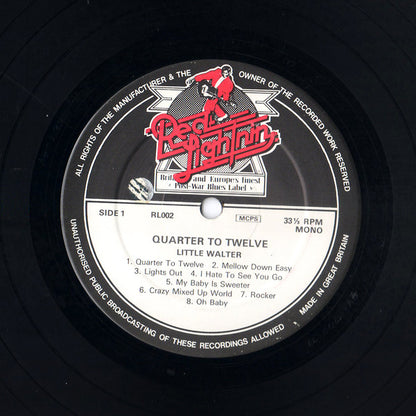 ALL RIGHTS OF THE MANUFACTURER & THE OWNER OF THE RECORDED WORK RESERVED
Red
Lightnin'
and Europes finest
"Post-War Blues Label"
SIDE 1
RL002
MCPS
33⅓ RPM
MONO
QUARTER TO TWELVE
LITTLE WALTER
1. Quarter To Twelve 2. Mellow Down Easy
3. Lights Out 4. I Hate To See You Go
5. My Baby Is Sweeter
6. Crazy Mixed Up World 7. Rocker
8. Oh Baby
UNAUTHORISED PUBLIC BROADCASTING OF THESE RECORDINGS ALLOWED
MADE IN GREAT BRITAIN